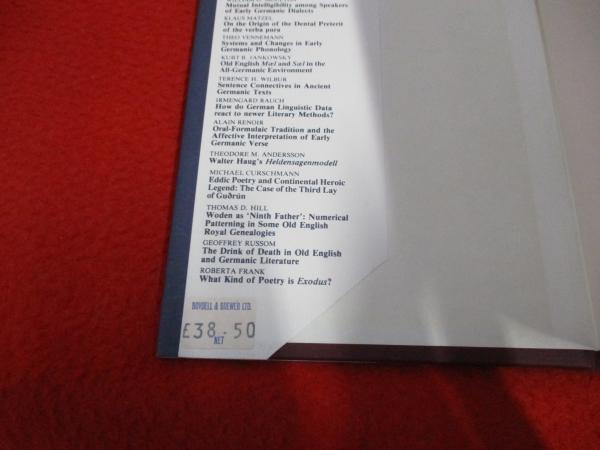 Mutual Intelligibility among Speakers
of Early Germanic Dialects
KLAUS MATZEL
On the Origin of the Dental Preterit
of the verba pura
THEO VENNEMANN
Systems and Changes in Early
Germanic Phonology
KURT R. JANKOWSKY
Old English Mæl and Sæl in the
All-Germanic Environment
TERENCE H. WILBUR
Sentence Connectives in Ancient
Germanic Texts
IRMENGARD RAUCH
How do German Linguistic Data
react to newer Literary Methods?
ALAIN RENOIR
Oral-Formulaic Tradition and the
Affective Interpretation of Early
Germanic Verse
THEODORE M. ANDERSSON
Walter Haug's Heldensagenmodell
MICHAEL CURSCHMANN
Eddic Poetry and Continental Heroic
Legend: The Case of the Third Lay
of Guðrún
THOMAS D. HILL
Woden as 'Ninth Father': Numerical
Patterning in Some Old English
Royal Genealogies
GEOFFREY RUSSOM
The Drink of Death in Old English
and Germanic Literature
ROBERTA FRANK
What Kind of Poetry is Exodus?
BOYDELL & BREWER LTD.
£38.50
NET